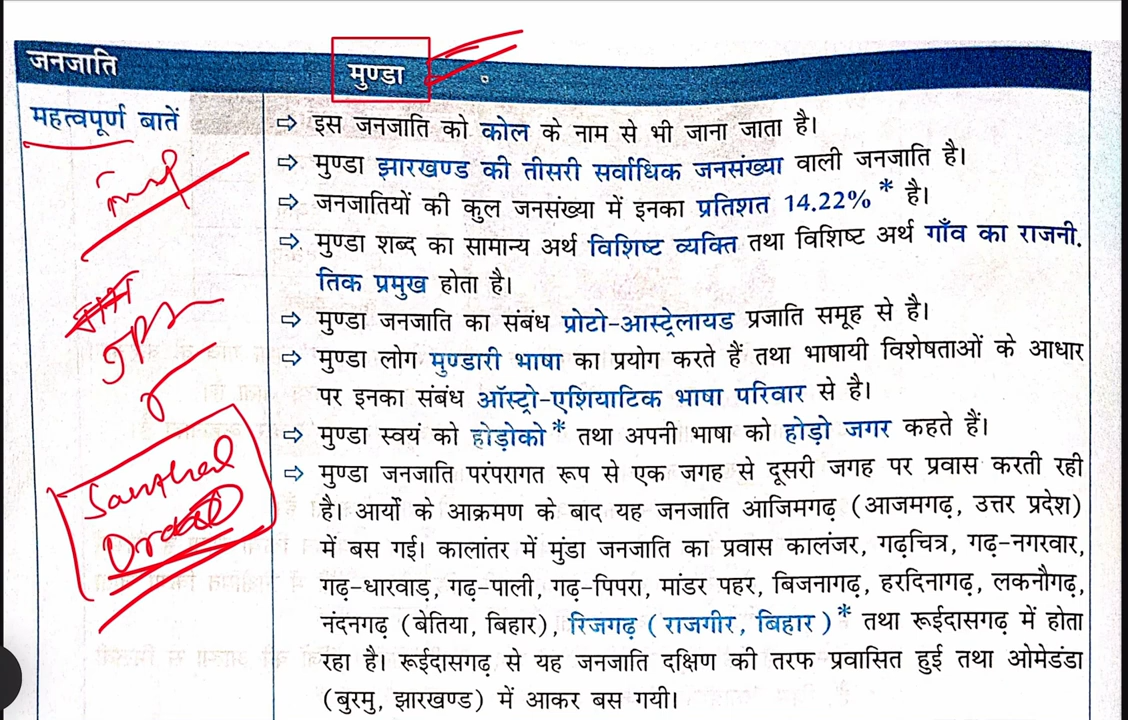 जनजाति
मुण्डा
महत्वपूर्ण बातें
⇨ इस जनजाति को कोल के नाम से भी जाना जाता है।
⇨ मुण्डा झारखण्ड की तीसरी सर्वाधिक जनसंख्या वाली जनजाति है।
⇨ जनजातियों की कुल जनसंख्या में इनका प्रतिशत 14.22%* है।
⇨ मुण्डा शब्द का सामान्य अर्थ विशिष्ट व्यक्ति तथा विशिष्ट अर्थ गाँव का राजनी.
तिक प्रमुख होता है।
⇨ मुण्डा जनजाति का संबंध प्रोटो-आस्ट्रेलायड प्रजाति समूह से है।
⇨ मुण्डा लोग मुण्डारी भाषा का प्रयोग करते हैं तथा भाषायी विशेषताओं के आधार
पर इनका संबंध ऑस्ट्रो-एशियाटिक भाषा परिवार से है।
⇨ मुण्डा स्वयं को होड़ोको* तथा अपनी भाषा को होड़ो जगर कहते हैं।
⇨ मुण्डा जनजाति परंपरागत रूप से एक जगह से दूसरी जगह पर प्रवास करती रही
है। आर्यो के आक्रमण के बाद यह जनजाति आजिमगढ़ (आजमगढ़, उत्तर प्रदेश)
में बस गई। कालांतर में मुंडा जनजाति का प्रवास कालंजर, गढ़चित्र, गढ़-नगरवार,
गढ़-धारवाड़, गढ़-पाली, गढ़-पिपरा, मांडर पहर, बिजनागढ़, हरदिनागढ़, लकनौगढ़,
नंदनगढ़ (बेतिया, बिहार), रिजगढ़ (राजगीर, बिहार)* तथा रूईदासगढ़ में होता
रहा है। रूईदासगढ़ से यह जनजाति दक्षिण की तरफ प्रवासित हुई तथा ओमेडंडा
(बुरमु, झारखण्ड) में आकर बस गयी।
Santhal